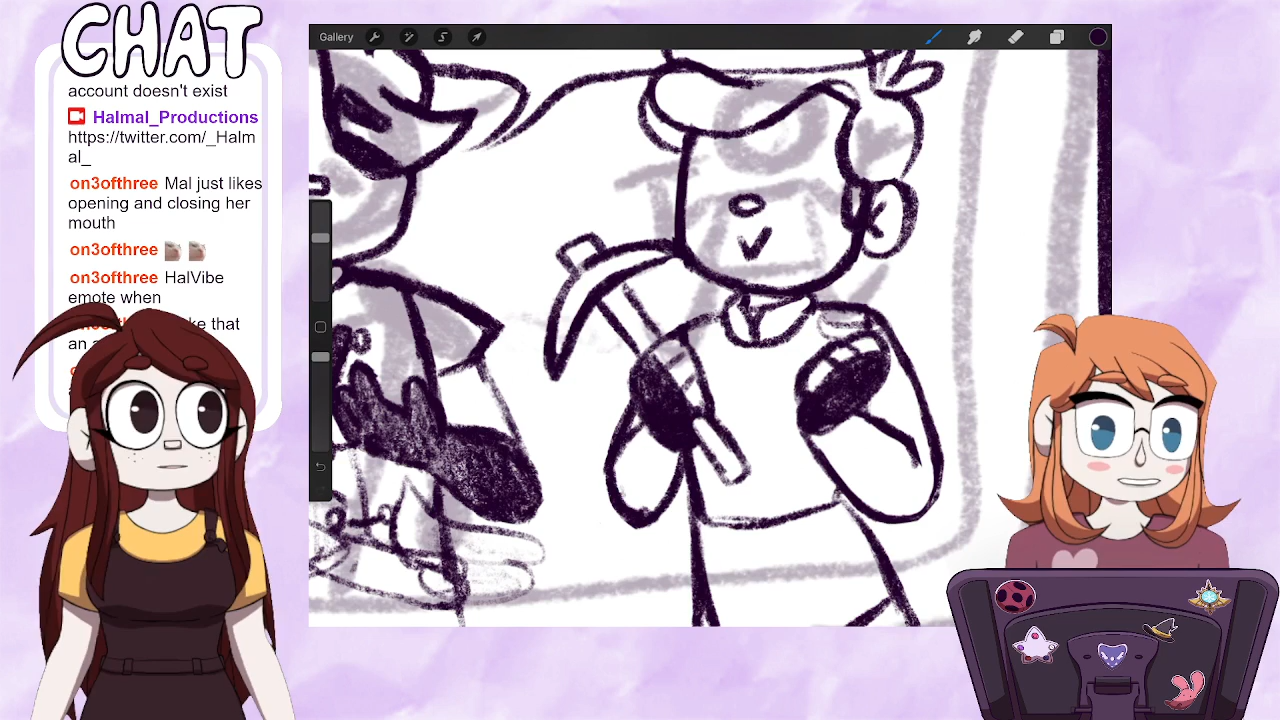 CHAT
account doesn't exist
Halmal_Productions
https://twitter.com/_Halm
al_
on3ofthree Mal just likes
opening and closing her
mouth
on3ofthree
on3ofthree HalVibe
emote when
ke that
an a
Gallery